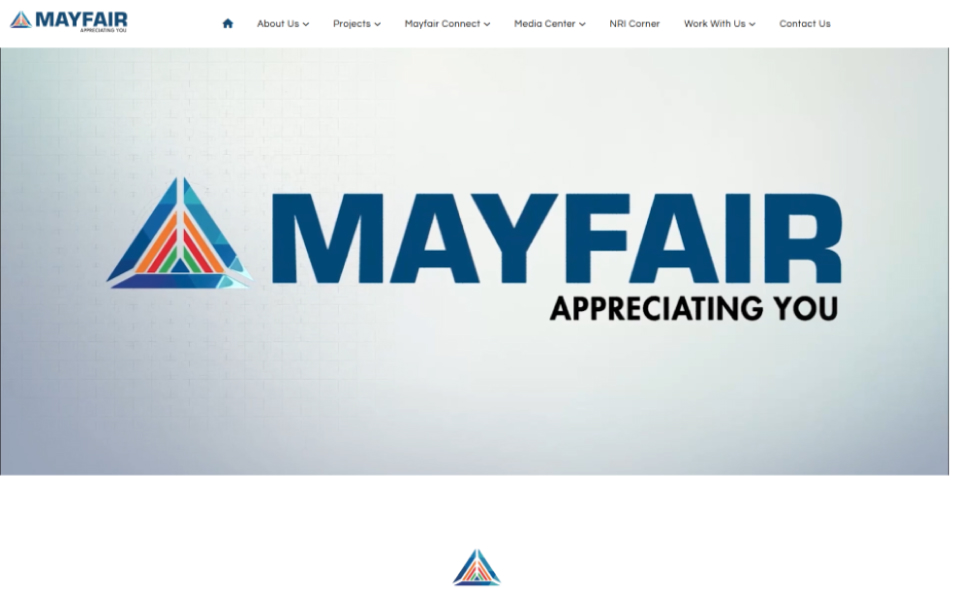 MAYFAIR
APPRECIATING YOU
About Us Projects Mayfair Connect Media Center NRI Corner Work With Us Contact Us
MAYFAIR
APPRECIATING YOU